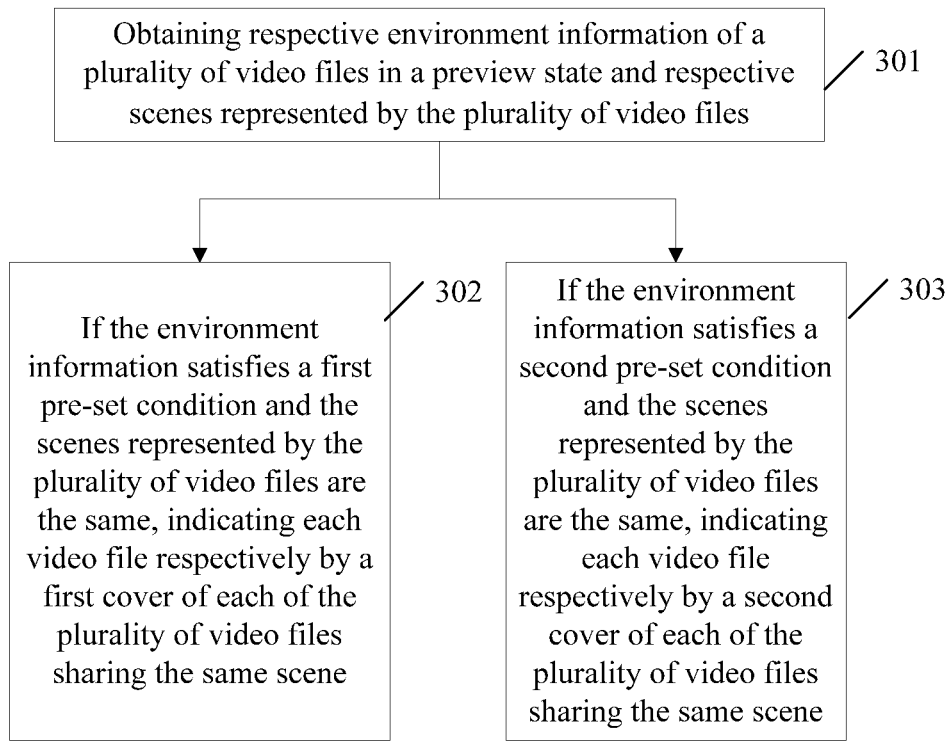 Obtaining respective environment information of a
plurality of video files in a preview state and respective
scenes represented by the plurality of video files
301
If the environment
information satisfies a first
pre-set condition and the
scenes represented by the
plurality of video files are
the same, indicating each
video file respectively by a
first cover of each of the
plurality of video files
sharing the same scene
302
If the environment
information satisfies a
second pre-set condition
and the scenes
represented by the
plurality of video files
are the same, indicating
each video file
respectively by a second
cover of each of the
plurality of video files
sharing the same scene
303